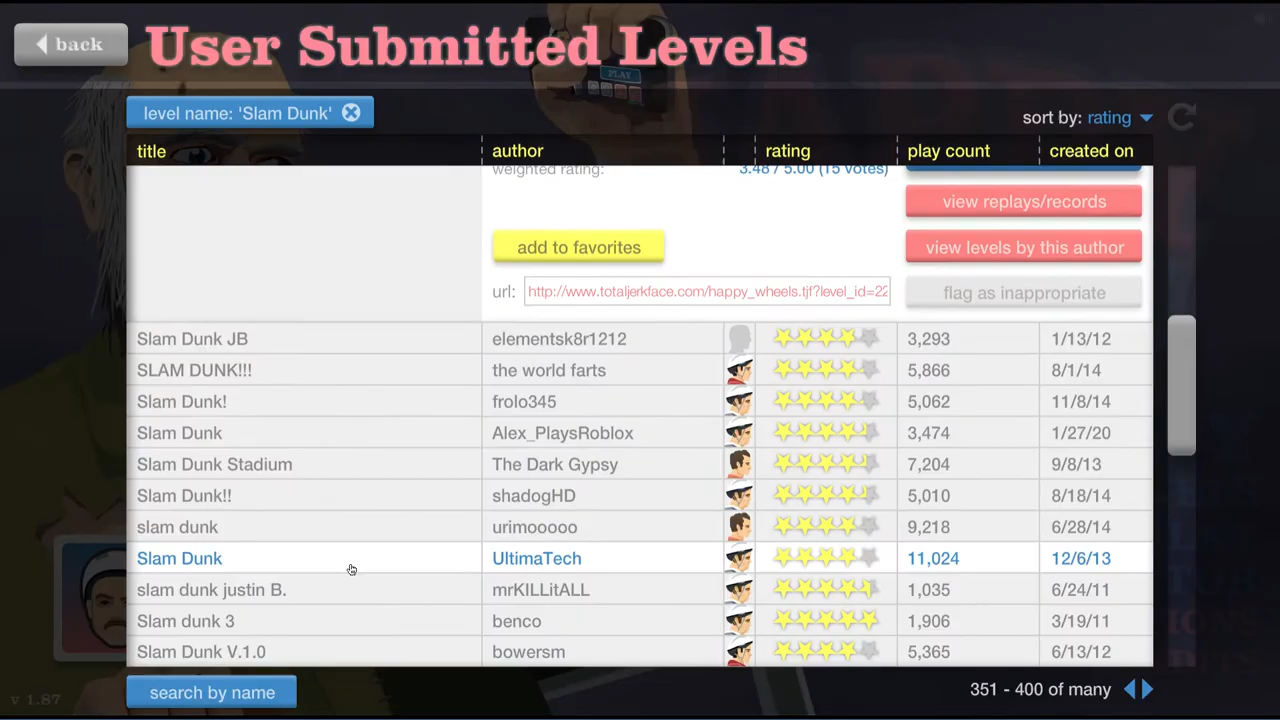 back
User Submitted Levels
PLAY
level name: 'Slam Dunk'
sort by: rating
title author rating play count created on
weighted rating: 3.48 / 5.00 (15 votes)
view replays/records
add to favorites view levels by this author
url: http://www.totaljerkface.com/happy_wheels.tjf?level_id=22 flag as inappropriate
Slam Dunk JB elementsk8r1212 3,293 1/13/12
SLAM DUNK!!! the world farts 5,866 8/1/14
Slam Dunk! frolo345 5,062 11/8/14
Slam Dunk Alex_PlaysRoblox 3,474 1/27/20
Slam Dunk Stadium The Dark Gypsy 7,204 9/8/13
Slam Dunk!! shadogHD 5,010 8/18/14
slam dunk urimooooo 9,218 6/28/14
Slam Dunk UltimaTech 11,024 12/6/13
slam dunk justin B. mrKILLitALL 1,035 6/24/11
Slam dunk 3 benco 1,906 3/19/11
Slam Dunk V.1.0 bowersm 5,365 6/13/12
search by name 351 - 400 of many
v 1.87